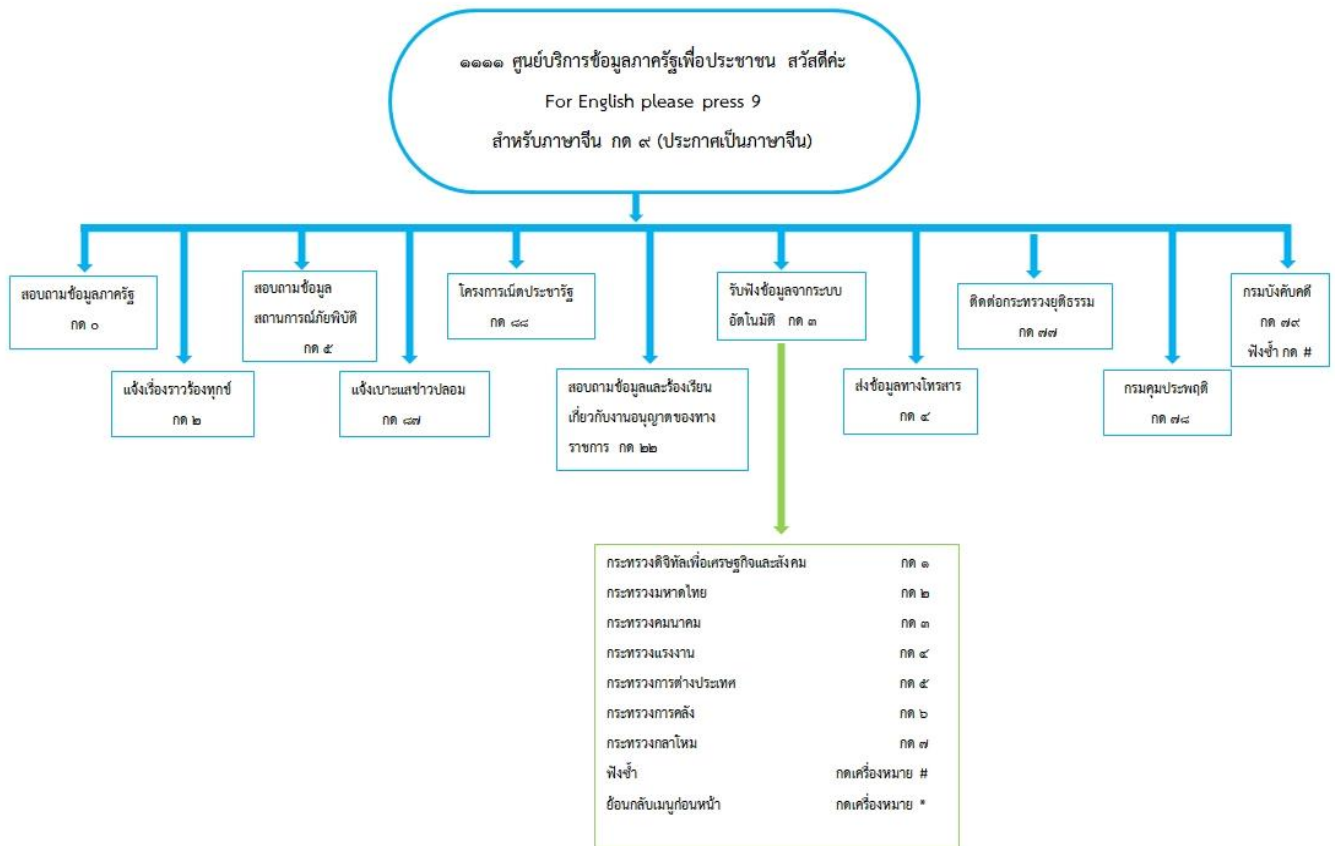 ๑๑๑๑ ศูนย์บริการข้อมูลภาครัฐเพื่อประชาชน สวัสดีค่ะ
For English please press 9
สำหรับภาษาจีน กด ๙ (ประกาศเป็นภาษาจีน)
สอบถามข้อมูลภาครัฐ
กด ๐
แจ้งเรื่องราวร้องทุกข์
กด ๒
สอบถามข้อมูล
สถานการณ์ภัยพิบัติ
กด ๕
แจ้งเบาะแสข่าวปลอม
กด ๘๗
โครงการเน็ตประชารัฐ
กด ๘๘
สอบถามข้อมูลและร้องเรียน
เกี่ยวกับงานอนุญาตของทาง
ราชการ กด ๒๒
รับฟังข้อมูลจากระบบ
อัตโนมัติ กด ๓
ส่งข้อมูลทางโทรสาร
กด ๔
ติดต่อกระทรวงยุติธรรม
กด ๗๗
กรมคุมประพฤติ
กด ๗๘
กรมบังคับคดี
กด ๗๙
ฟังซ้ำ กด #
กระทรวงดิจิทัลเพื่อเศรษฐกิจและสังคม กด ๑
กระทรวงมหาดไทย กด ๒
กระทรวงคมนาคม กด ๓
กระทรวงแรงงาน กด ๔
กระทรวงการต่างประเทศ กด ๕
กระทรวงการคลัง กด ๖
กระทรวงกลาโหม กด ๗
ฟังซ้ำ กดเครื่องหมาย #
ย้อนกลับเมนูก่อนหน้า กดเครื่องหมาย *